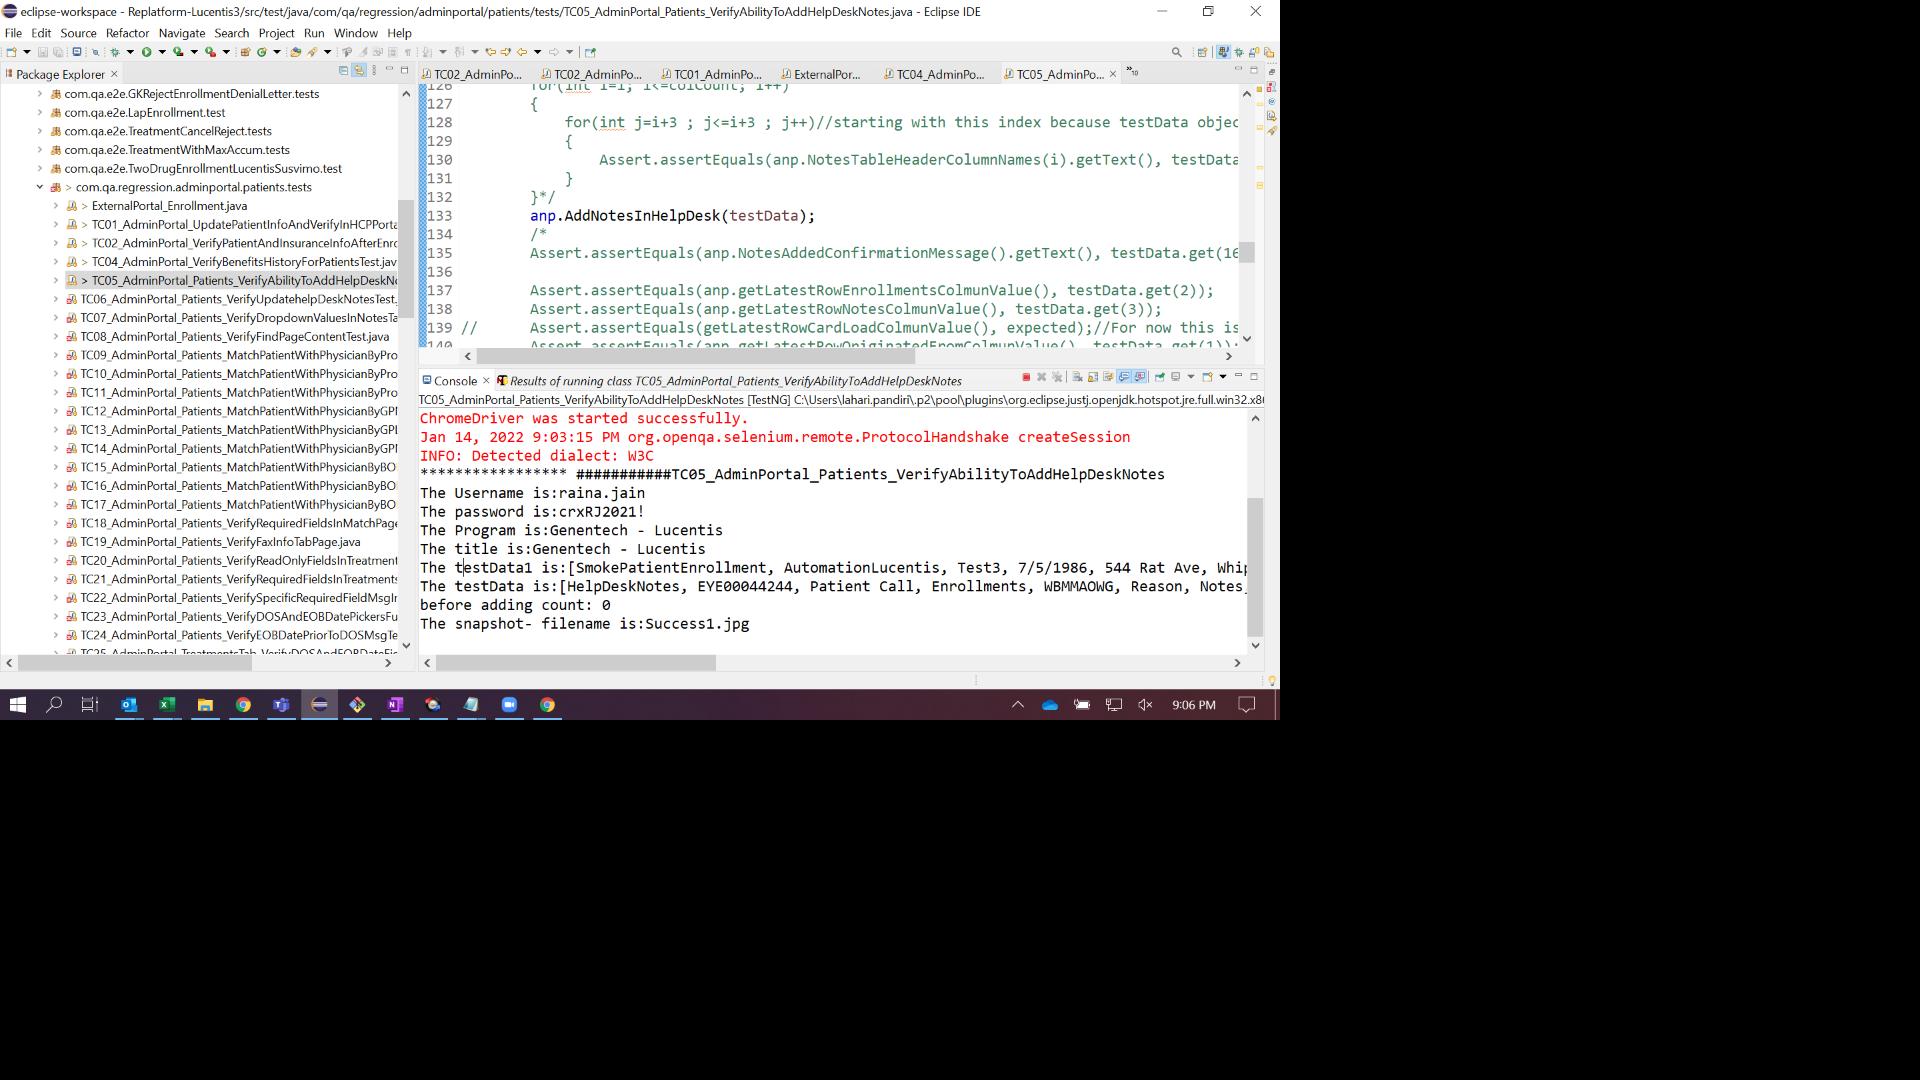 eclipse-workspace - Replatform-Lucentis3/src/test/java/com/qa/regression/adminportal/patients/tests/TC05_AdminPortal_Patients_VerifyAbilityToAddHelpDeskNotes.java - Eclipse IDE
File Edit Source Refactor Navigate Search Project Run Window Help
Package Explorer
com.qa.e2e.GKRejectEnrollmentDenialLetter.tests
com.qa.e2e.LapEnrollment.test
com.qa.e2e.TreatmentCancelReject.tests
com.qa.e2e.TreatmentWithMaxAccum.tests
com.qa.e2e.TwoDrugEnrollmentLucentisSusvimo.test
> com.qa.regression.adminportal.patients.tests
> ExternalPortal_Enrollment.java
> TC01_AdminPortal_UpdatePatientInfoAndVerifyInHCPPorta
> TC02_AdminPortal_VerifyPatientAndInsuranceInfoAfterEnro
> TC04_AdminPortal_VerifyBenefitsHistoryForPatientsTest.jav
> TC05_AdminPortal_Patients_VerifyAbilityToAddHelpDeskNo
TC06_AdminPortal_Patients_VerifyUpdatehelpDeskNotesTest.
TC07_AdminPortal_Patients_VerifyDropdownValuesInNotesTa
TC08_AdminPortal_Patients_VerifyFindPageContentTest.java
TC09_AdminPortal_Patients_MatchPatientWithPhysicianByPro
TC10_AdminPortal_Patients_MatchPatientWithPhysicianByPro
TC11_AdminPortal_Patients_MatchPatientWithPhysicianByPro
TC12_AdminPortal_Patients_MatchPatientWithPhysicianByGPI
TC13_AdminPortal_Patients_MatchPatientWithPhysicianByGPI
TC14_AdminPortal_Patients_MatchPatientWithPhysicianByGPI
TC15_AdminPortal_Patients_MatchPatientWithPhysicianByBO
TC16_AdminPortal_Patients_MatchPatientWithPhysicianByBO
TC17_AdminPortal_Patients_MatchPatientWithPhysicianByBO
TC18_AdminPortal_Patients_VerifyRequiredFieldsInMatchPage
TC19_AdminPortal_Patients_VerifyFaxInfoTabPage.java
TC20_AdminPortal_Patients_VerifyReadOnlyFieldsInTreatment
TC21_AdminPortal_Patients_VerifyRequiredFieldsInTreatments
TC22_AdminPortal_Patients_VerifySpecificRequiredFieldMsgIn
TC23_AdminPortal_Patients_VerifyDOSAndEOBDatePickersFu
TC24_AdminPortal_Patients_VerifyEOBDatePriorToDOSMsgTe
TC25_AdminPortal_TreatmentsTab_VerifyDOSAndEOBDateFie
TC02_AdminPo... TC02_AdminPo... TC01_AdminPo... ExternalPor... TC04_AdminPo... TC05_AdminPo... »10
126 for(int i=1; i<=colCount; i++)
127 {
128 for(int j=i+3 ; j<=i+3 ; j++)//starting with this index because testData objec
129 {
130 Assert.assertEquals(anp.NotesTableHeaderColumnNames(i).getText(), testData
131 }
132 }*/
133 anp.AddNotesInHelpDesk(testData);
134 /*
135 Assert.assertEquals(anp.NotesAddedConfirmationMessage().getText(), testData.get(16
136
137 Assert.assertEquals(anp.getLatestRowEnrollmentsColmunValue(), testData.get(2));
138 Assert.assertEquals(anp.getLatestRowNotesColmunValue(), testData.get(3));
139 // Assert.assertEquals(getLatestRowCardLoadColmunValue(), expected);//For now this is
140 Assert.assertEquals(anp.getLatestRowOriginatedFromColmunValue(), testData.get(1));
Console Results of running class TC05_AdminPortal_Patients_VerifyAbilityToAddHelpDeskNotes
TC05_AdminPortal_Patients_VerifyAbilityToAddHelpDeskNotes [TestNG] C:\Users\lahari.pandiri\.p2\pool\plugins\org.eclipse.justj.openjdk.hotspot.jre.full.win32.x8
ChromeDriver was started successfully.
Jan 14, 2022 9:03:15 PM org.openqa.selenium.remote.ProtocolHandshake createSession
INFO: Detected dialect: W3C
***************** ###########TC05_AdminPortal_Patients_VerifyAbilityToAddHelpDeskNotes
The Username is:raina.jain
The password is:crxRJ2021!
The Program is:Genentech - Lucentis
The title is:Genentech - Lucentis
The testData1 is:[SmokePatientEnrollment, AutomationLucentis, Test3, 7/5/1986, 544 Rat Ave, Whip
The testData is:[HelpDeskNotes, EYE00044244, Patient Call, Enrollments, WBMMAOWG, Reason, Notes
before adding count: 0
The snapshot- filename is:Success1.jpg
9:06 PM